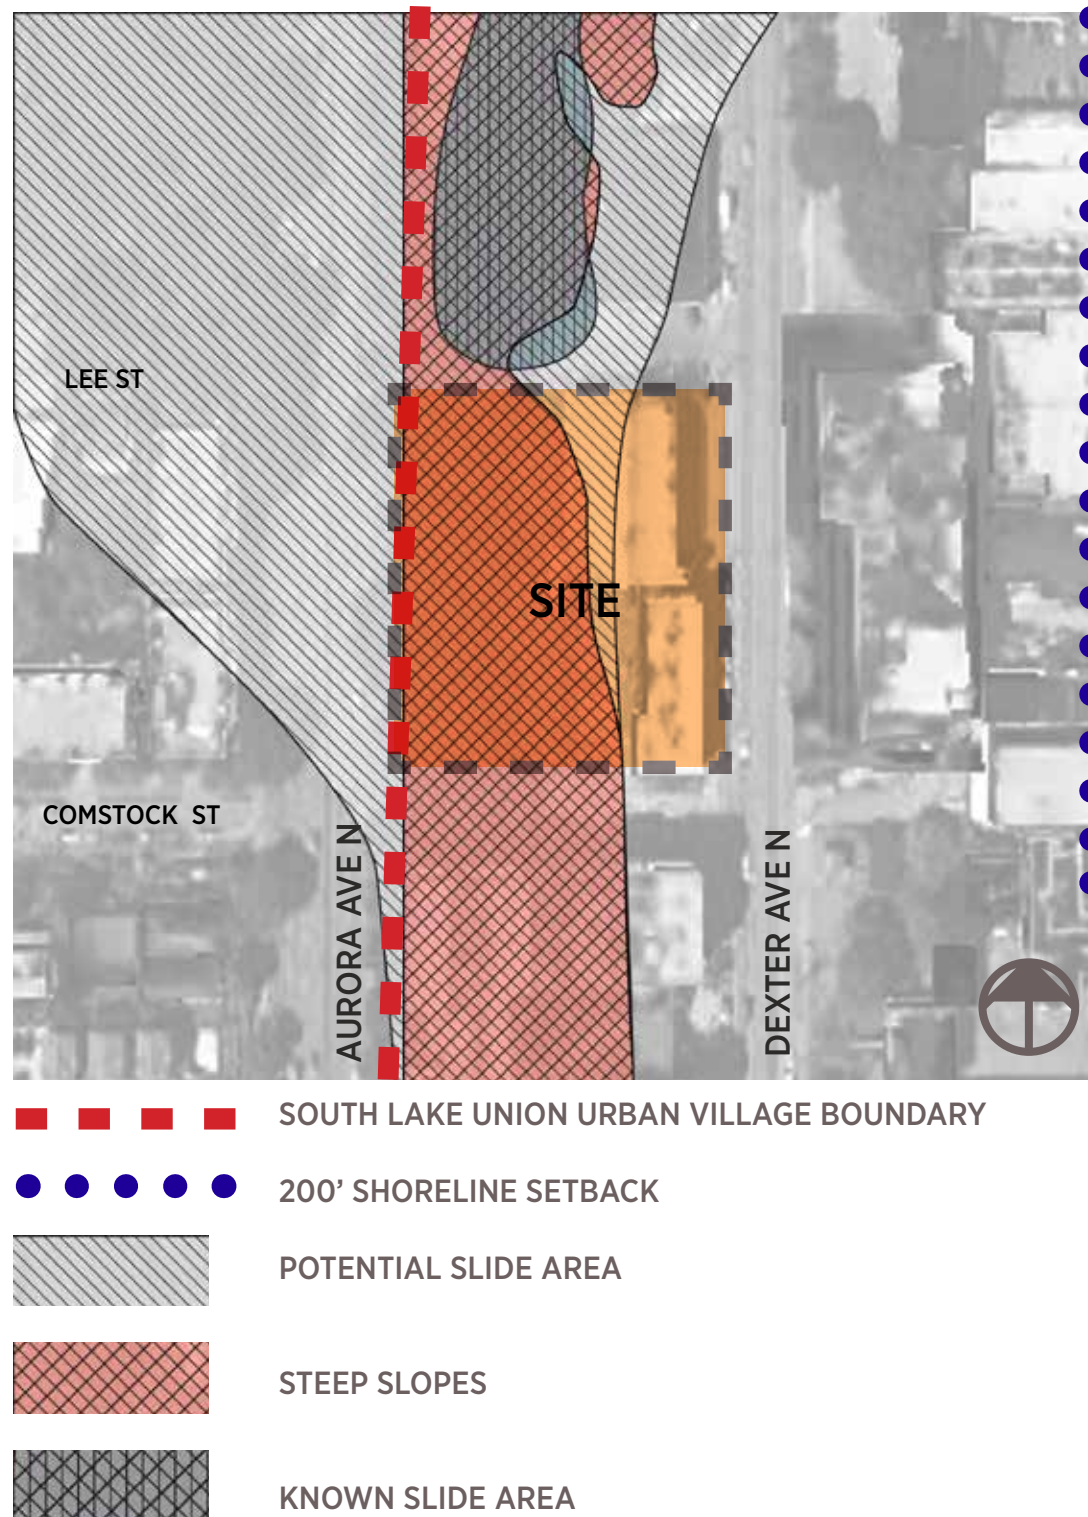 LEE ST
SITE
COMSTOCK ST
AURORA AVE N
DEXTER AVE N
SOUTH LAKE UNION URBAN VILLAGE BOUNDARY
200’ SHORELINE SETBACK
POTENTIAL SLIDE AREA
STEEP SLOPES
KNOWN SLIDE AREA